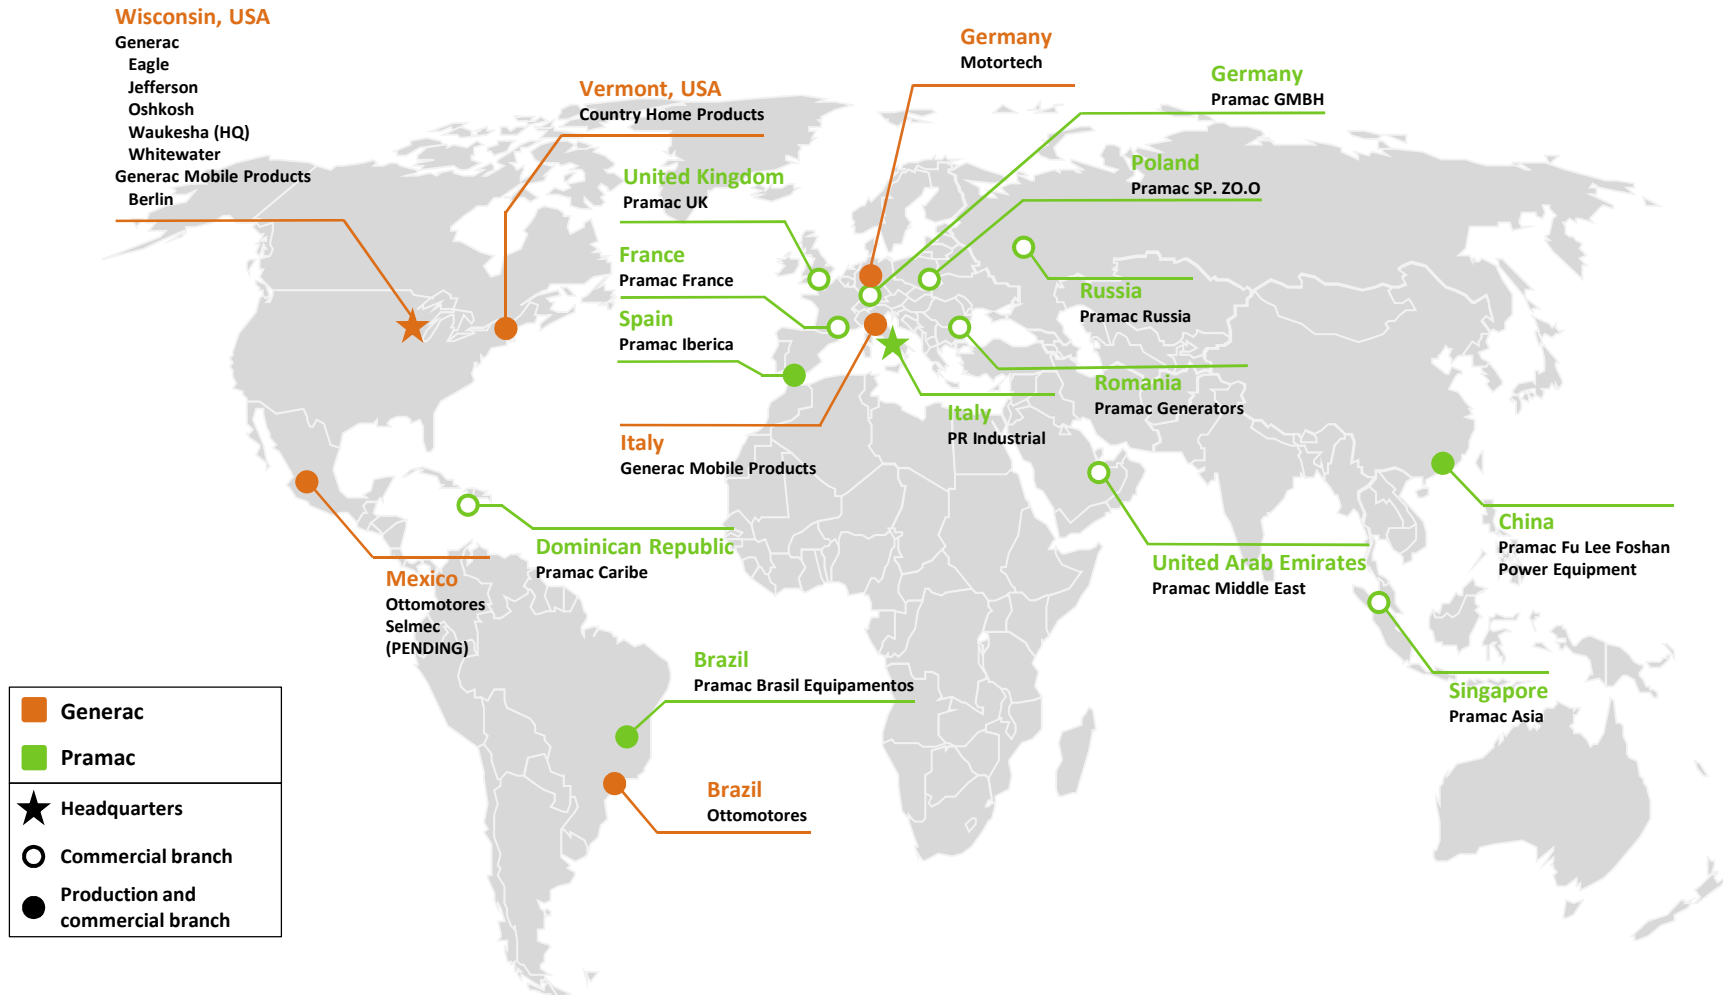 Wisconsin, USA
Generac
Eagle
Jefferson
Oshkosh
Waukesha (HQ)
Whitewater
Generac Mobile Products
Berlin
Vermont, USA
Country Home Products
Germany
Motortech
Germany
Pramac GMBH
United Kingdom
Pramac UK
Poland
Pramac SP. ZO.O
France
Pramac France
Spain
Pramac Iberica
Russia
Pramac Russia
Romania
Pramac Generators
Italy
PR Industrial
Italy
Generac Mobile Products
Dominican Republic
Pramac Caribe
Mexico
Ottomotores
Selmec
(PENDING)
United Arab Emirates
Pramac Middle East
China
Pramac Fu Lee Foshan
Power Equipment
Singapore
Pramac Asia
Brazil
Pramac Brasil Equipamentos
Brazil
Ottomotores
Generac
Pramac
Headquarters
Commercial branch
Production and
commercial branch